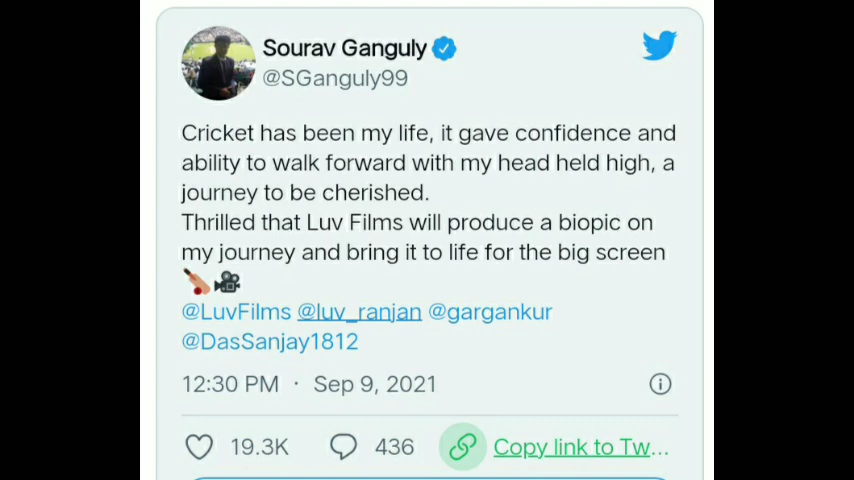 Sourav Ganguly
@SGanguly99
Cricket has been my life, it gave confidence and
ability to walk forward with my head held high, a
journey to be cherished.
Thrilled that Luv Films will produce a biopic on
my journey and bring it to life for the big screen
🏏🎥
@LuvFilms @luv_ranjan @gargankur
@DasSanjay1812
12:30 PM · Sep 9, 2021
19.3K 436 Copy link to Tw...